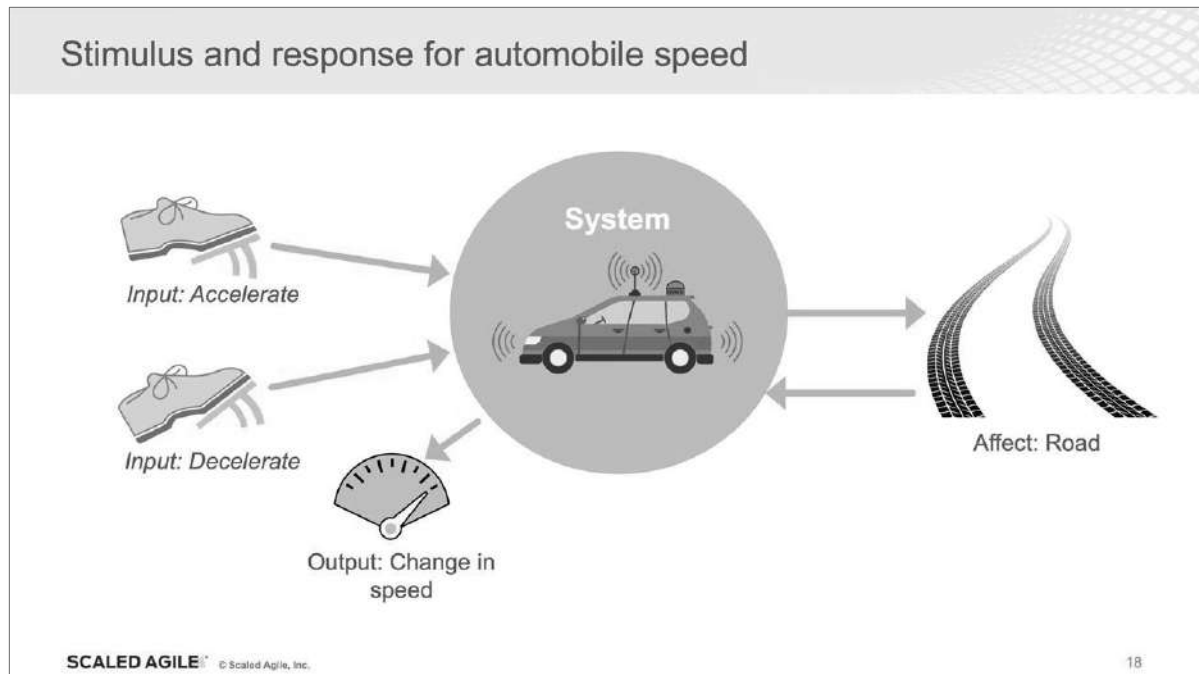 Stimulus and response for automobile speed
System
Input: Accelerate
Input: Decelerate
Output: Change in
speed
Affect: Road
SCALED AGILE © Scaled Agile, Inc.
18